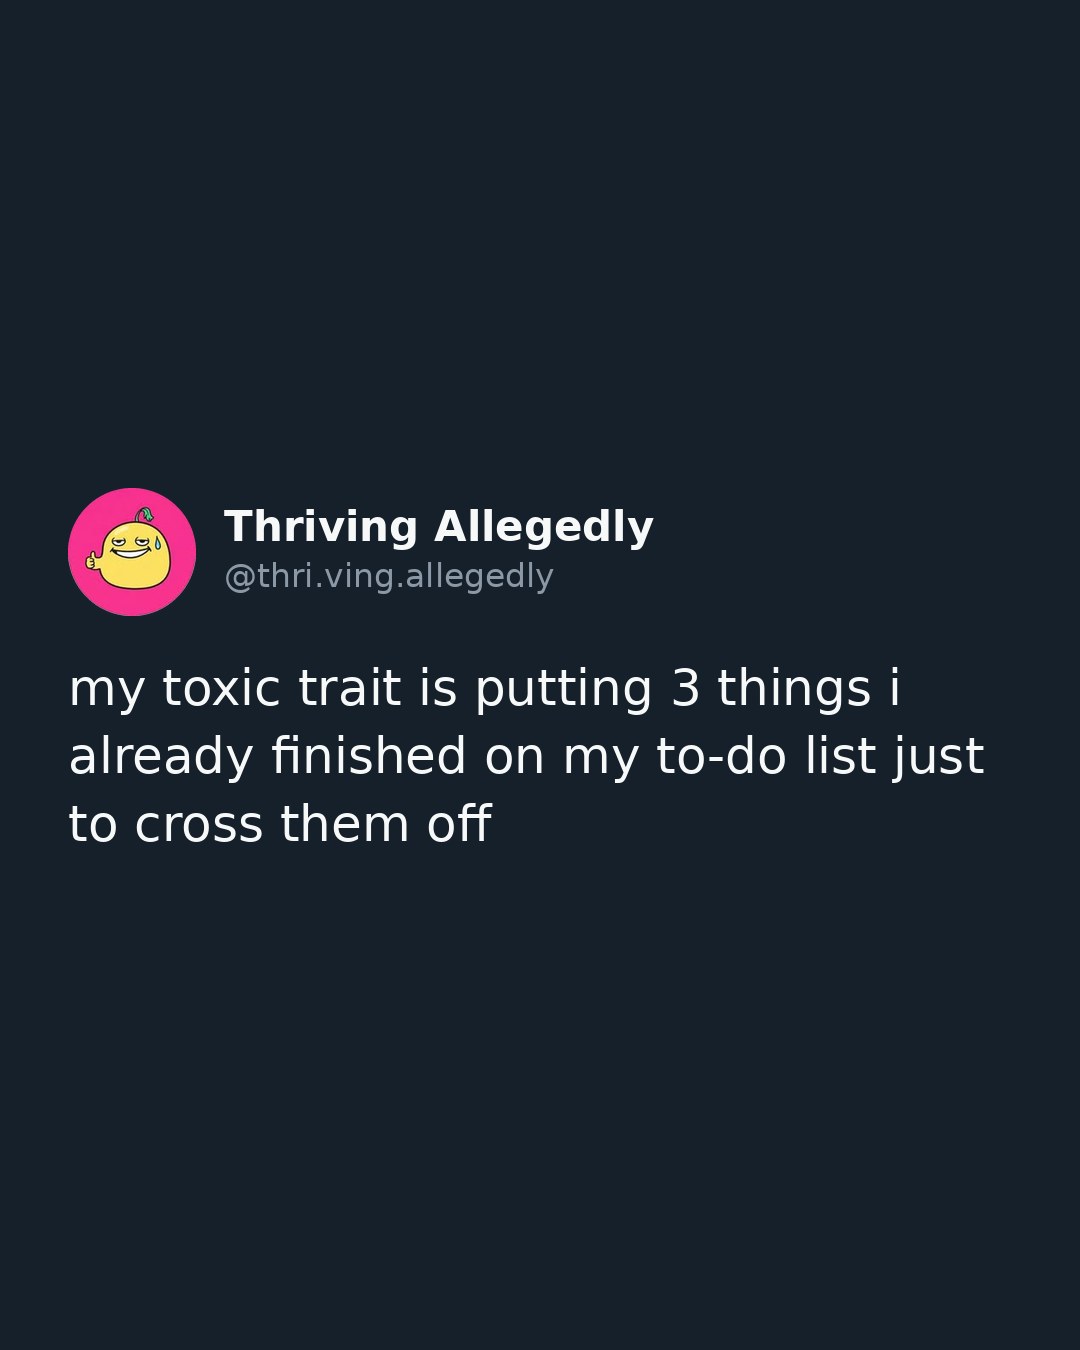 Thriving Allegedly
@thri.ving.allegedly
my toxic trait is putting 3 things i
already finished on my to-do list just
to cross them off